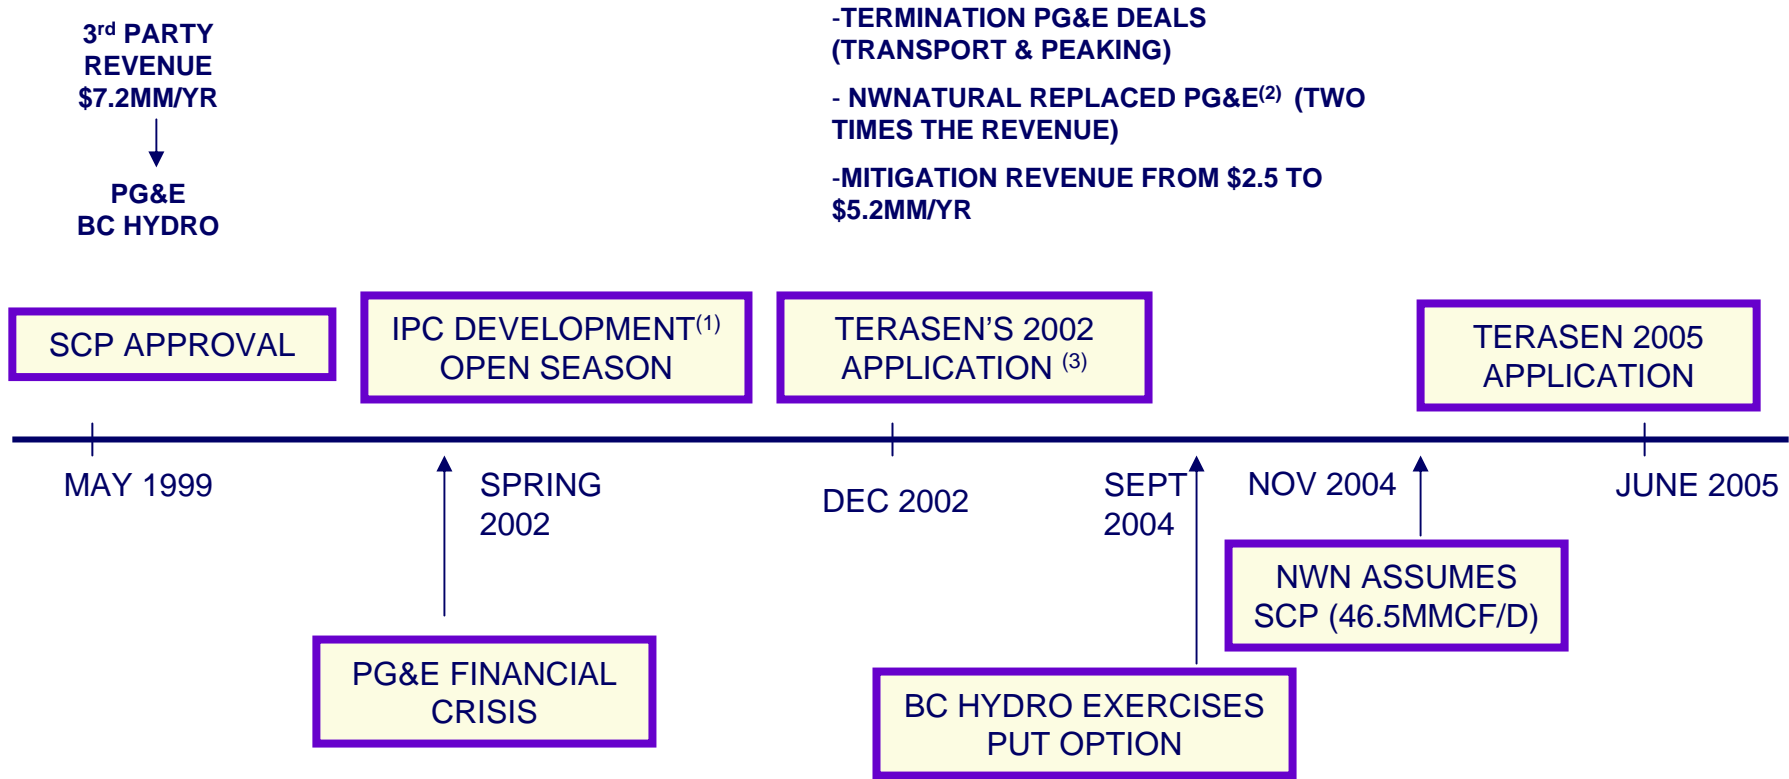 3rd PARTY
REVENUE
$7.2MM/YR
PG&E
BC HYDRO
-TERMINATION PG&E DEALS
(TRANSPORT & PEAKING)
- NWNATURAL REPLACED PG&E(2) (TWO
TIMES THE REVENUE)
-MITIGATION REVENUE FROM $2.5 TO
$5.2MM/YR
SCP APPROVAL
IPC DEVELOPMENT(1)
OPEN SEASON
TERASEN'S 2002
APPLICATION (3)
TERASEN 2005
APPLICATION
MAY 1999
SPRING
2002
DEC 2002
SEPT
2004
NOV 2004
JUNE 2005
PG&E FINANCIAL
CRISIS
BC HYDRO EXERCISES
PUT OPTION
NWN ASSUMES
SCP (46.5MMCF/D)